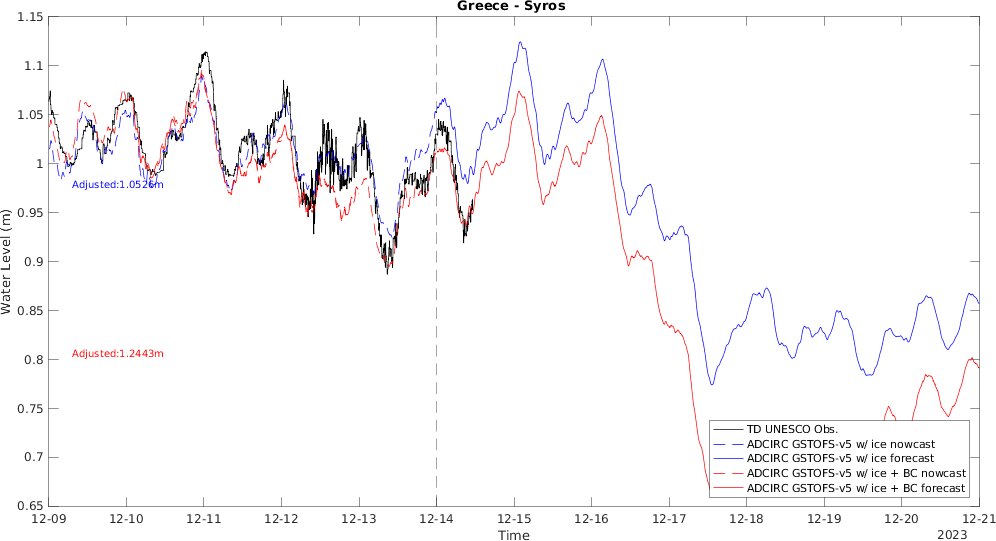 Greece - Syros
1.15
1.1
1.05
1
0.95
0.9
0.85
0.8
0.75
0.7
0.65
Water Level (m)
Adjusted:1.0526m
Adjusted:1.2443m
TD UNESCO Obs.
ADCIRC GSTOFS-v5 w/ ice nowcast
ADCIRC GSTOFS-v5 w/ ice forecast
ADCIRC GSTOFS-v5 w/ ice + BC nowcast
ADCIRC GSTOFS-v5 w/ ice + BC forecast
12-09 12-10 12-11 12-12 12-13 12-14 12-15 12-16 12-17 12-18 12-19 12-20 12-21
Time
2023